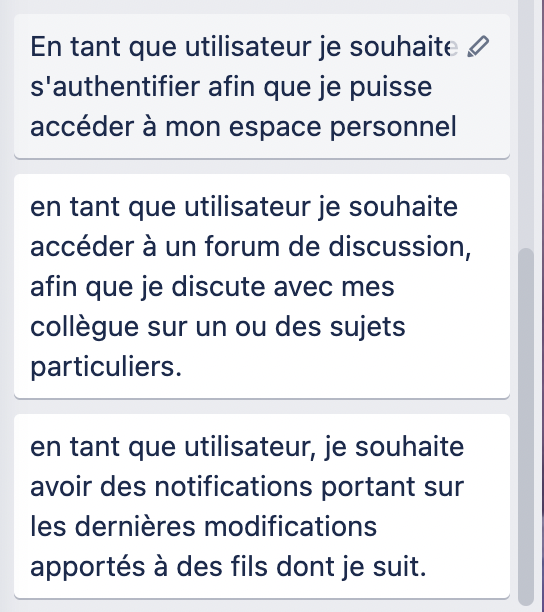 En tant que utilisateur je souhaite
s'authentifier afin que je puisse
accéder à mon espace personnel
en tant que utilisateur je souhaite
accéder à un forum de discussion,
afin que je discute avec mes
collègue sur un ou des sujets
particuliers.
en tant que utilisateur, je souhaite
avoir des notifications portant sur
les dernières modifications
apportés à des fils dont je suit.